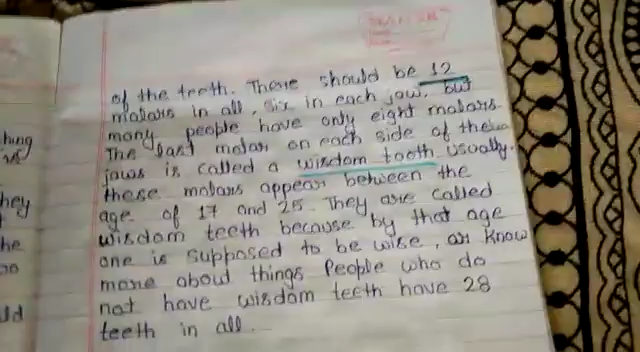 of the teeth. There should be 12
molars in all, six in each jaw, but
many people have only eight molars.
The last molar on each side of the
jaws is called a wisdom tooth usually.
these molars appear between the
age of 17 and 25. They are called
wisdom teeth because by that age
one is supposed to be wise, or know
more about things People who do
not have wisdom teeth have 28
teeth in all.